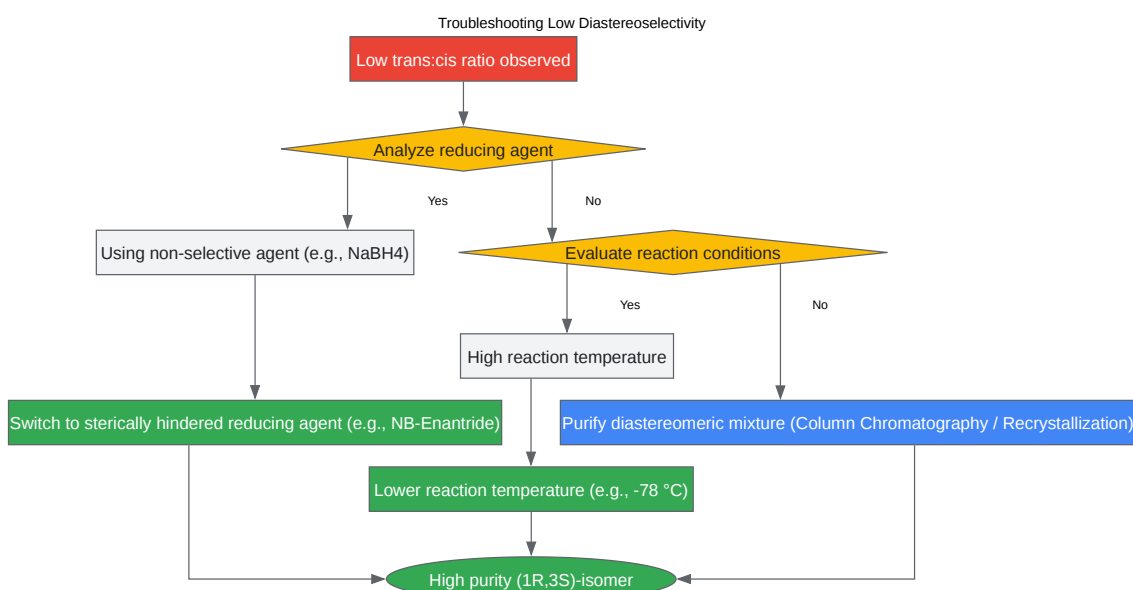 Troubleshooting Low Diastereoselectivity
Low trans:cis ratio observed
Analyze reducing agent
Yes
No
Using non-selective agent (e.g., NaBH4)
Evaluate reaction conditions
Yes
No
High reaction temperature
Switch to sterically hindered reducing agent (e.g., NB-Enantride)
Purify diastereomeric mixture (Column Chromatography / Recrystallization)
Lower reaction temperature (e.g., -78 °C)
High purity (1R,3S)-isomer